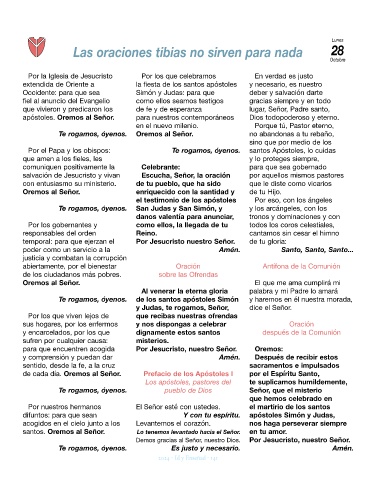 Las oraciones tibias no sirven para nada
Lunes
28
Octubre
Por la Iglesia de Jesucristo
extendida de Oriente a
Occidente: para que sea
fiel al anuncio del Evangelio
que vivieron y predicaron los
apóstoles. Oremos al Señor.
Te rogamos, óyenos.
Por el Papa y los obispos:
que amen a los fieles, les
comuniquen positivamente la
salvación de Jesucristo y vivan
con entusiasmo su ministerio.
Oremos al Señor.
Te rogamos, óyenos.
Por los gobernantes y
responsables del orden
temporal: para que ejerzan el
poder como un servicio a la
justicia y combatan la corrupción
abiertamente, por el bienestar
de los ciudadanos más pobres.
Oremos al Señor.
Te rogamos, óyenos.
Por los que viven lejos de
sus hogares, por los enfermos
y encarcelados, por los que
sufren por cualquier causa:
para que encuentren acogida
y comprensión y puedan dar
sentido, desde la fe, a la cruz
de cada día. Oremos al Señor.
Te rogamos, óyenos.
Por nuestros hermanos
difuntos: para que sean
acogidos en el cielo junto a los
santos. Oremos al Señor.
Te rogamos, óyenos.
Por los que celebramos
la fiesta de los santos apóstoles
Simón y Judas: para que
como ellos seamos testigos
de fe y de esperanza
para nuestros contemporáneos
en el nuevo milenio.
Oremos al Señor.
Te rogamos, óyenos.
Celebrante:
Escucha, Señor, la oración
de tu pueblo, que ha sido
enriquecido con la santidad y
el testimonio de los apóstoles
San Judas y San Simón, y
danos valentía para anunciar,
como ellos, la llegada de tu
Reino.
Por Jesucristo nuestro Señor.
Amén.
Oración
sobre las Ofrendas
Al venerar la eterna gloria
de los santos apóstoles Simón
y Judas, te rogamos, Señor,
que recibas nuestras ofrendas
y nos dispongas a celebrar
dignamente estos santos
misterios.
Por Jesucristo, nuestro Señor.
Amén.
Prefacio de los Apóstoles I
Los apóstoles, pastores del
pueblo de Dios
El Señor esté con ustedes.
Y con tu espíritu.
Levantemos el corazón.
Lo tenemos levantado hacia el Señor.
Demos gracias al Señor, nuestro Dios.
Es justo y necesario.
En verdad es justo
y necesario, es nuestro
deber y salvación darte
gracias siempre y en todo
lugar, Señor, Padre santo,
Dios todopoderoso y eterno.
Porque tú, Pastor eterno,
no abandonas a tu rebaño,
sino que por medio de los
santos Apóstoles, lo cuidas
y lo proteges siempre,
para que sea gobernado
por aquellos mismos pastores
que le diste como vicarios
de tu Hijo.
Por eso, con los ángeles
y los arcángeles, con los
tronos y dominaciones y con
todos los coros celestiales,
cantamos sin cesar el himno
de tu gloria:
Santo, Santo, Santo...
Antífona de la Comunión
El que me ama cumplirá mi
palabra y mi Padre lo amará
y haremos en él nuestra morada,
dice el Señor.
Oración
después de la Comunión
Oremos:
Después de recibir estos
sacramentos e impulsados
por el Espíritu Santo,
te suplicamos humildemente,
Señor, que el misterio
que hemos celebrado en
el martirio de los santos
apóstoles Simón y Judas,
nos haga perseverar siempre
en tu amor.
Por Jesucristo, nuestro Señor.
Amén.